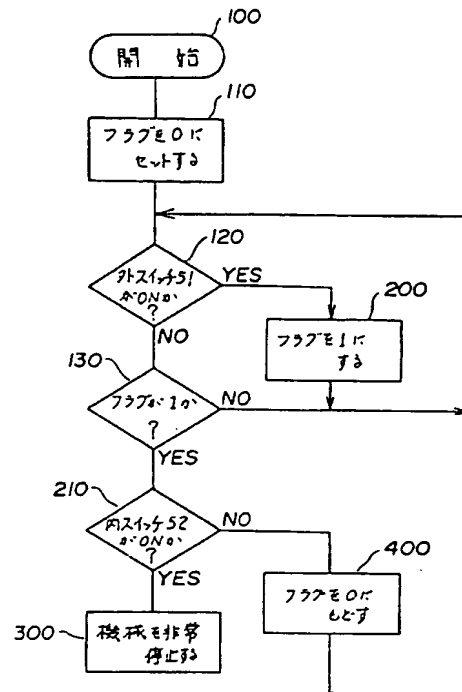 100
開 始
110
フラグを0に
セットする
120
外スイッチS1
がONか
?
YES
NO
200
フラグを1に
する
130
フラグが1か
?
NO
YES
210
内スイッチS2
がONか
?
NO
YES
400
フラグを0に
もどす
300
機械を非常
停止する